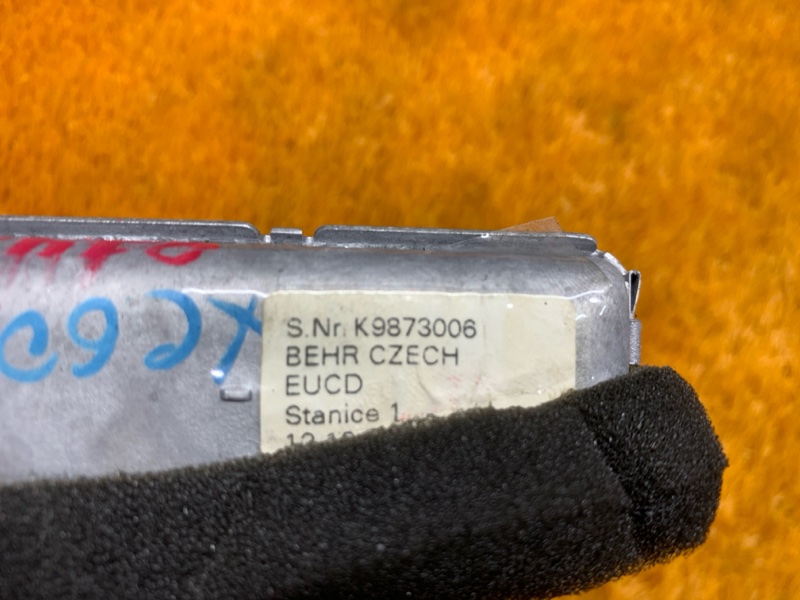 XC60
S.Nr. K9873006
BEHR CZECH
EUCD
Stanice 1